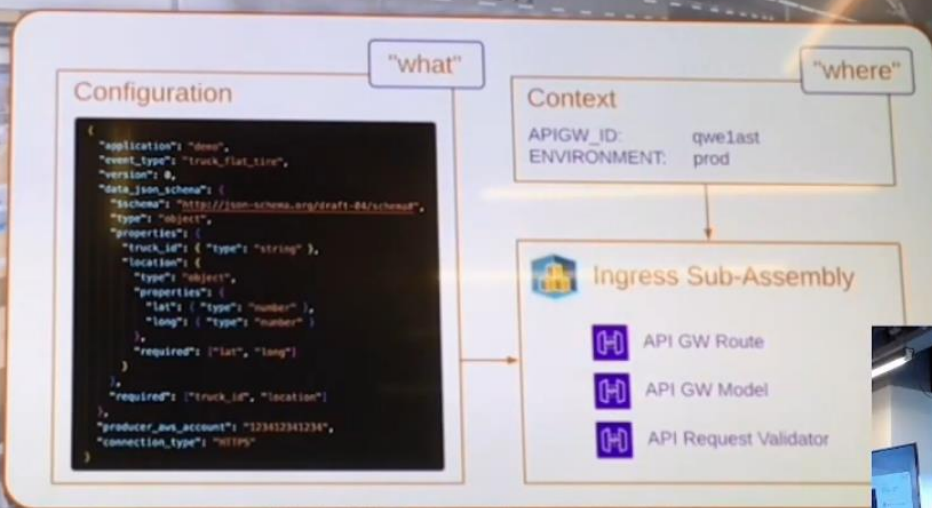 "what"
Configuration
{
"application": "demo",
"event_type": "truck_flat_tire",
"version": 0,
"data_json_schema": {
"$schema": "http://json-schema.org/draft-04/schema#",
"type": "object",
"properties": {
"truck_id": { "type": "string" },
"location": {
"type": "object",
"properties": {
"lat": { "type": "number" },
"long": { "type": "number" }
},
"required": ["lat", "long"]
}
},
"required": ["truck_id", "location"]
},
"producer_aws_account": "123412341234",
"connection_type": "HTTPS"
}
"where"
Context
APIGW_ID: qwe1ast
ENVIRONMENT: prod
Ingress Sub-Assembly
API GW Route
API GW Model
API Request Validator